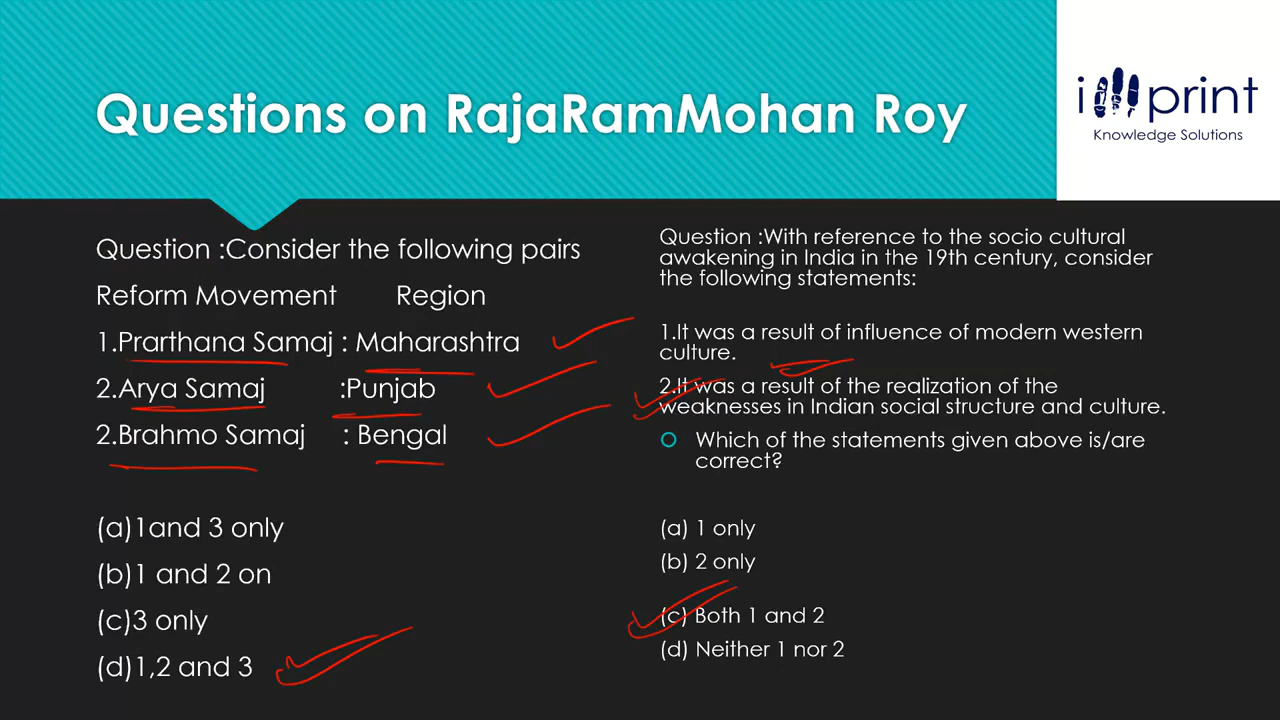 Questions on RajaRamMohan Roy
i print
Knowledge Solutions
Question :Consider the following pairs
Reform Movement Region
1.Prarthana Samaj : Maharashtra
2.Arya Samaj :Punjab
2.Brahmo Samaj : Bengal
(a)1and 3 only
(b)1 and 2 on
(c)3 only
(d)1,2 and 3
Question :With reference to the socio cultural
awakening in India in the 19th century, consider
the following statements:
1.It was a result of influence of modern western
culture.
2.It was a result of the realization of the
weaknesses in Indian social structure and culture.
Which of the statements given above is/are
correct?
(a) 1 only
(b) 2 only
(c) Both 1 and 2
(d) Neither 1 nor 2